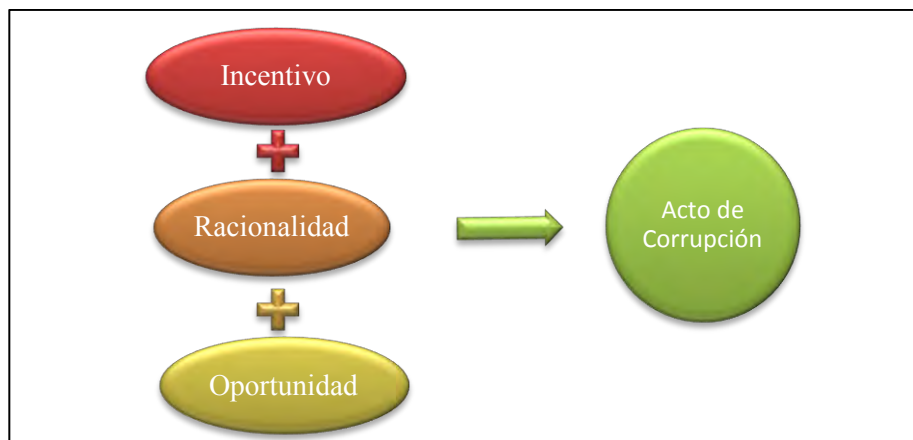 Incentivo
Racionalidad
Oportunidad
Acto de
Corrupción